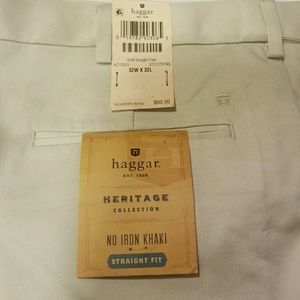 haggar
32W X 32L
$60.00
haggar.
EST. 1926
HERITAGE
COLLECTION
NO IRON KHAKI
STRAIGHT FIT